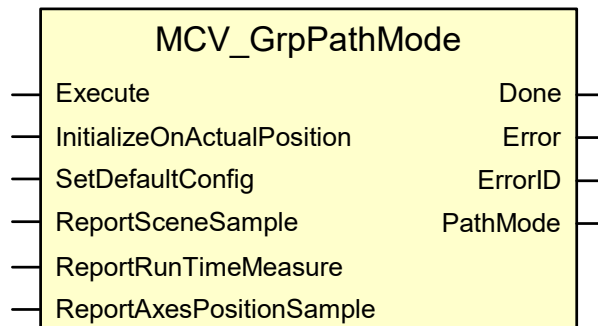 MCV_GrpPathMode
Execute Done
InitializeOnActualPosition Error
SetDefaultConfig ErrorID
ReportSceneSample PathMode
ReportRunTimeMeasure
ReportAxesPositionSample